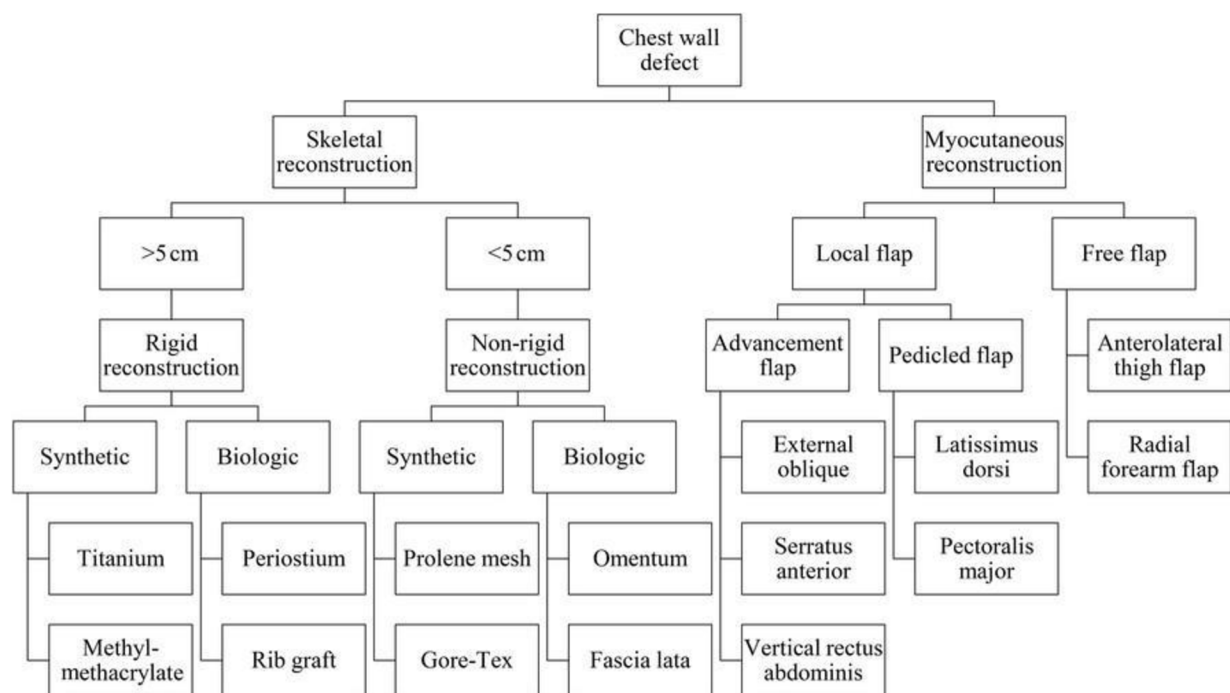 Chest wall
defect
Skeletal
reconstruction
Myocutaneous
reconstruction
>5 cm
<5 cm
Local flap
Free flap
Rigid
reconstruction
Non-rigid
reconstruction
Advancement
flap
Pedicled flap
Anterolateral
thigh flap
Synthetic
Biologic
Synthetic
Biologic
External
oblique
Latissimus
dorsi
Radial
forearm flap
Titanium
Periostium
Prolene mesh
Omentum
Serratus
anterior
Pectoralis
major
Methyl-
methacrylate
Rib graft
Gore-Tex
Fascia lata
Vertical rectus
abdominis